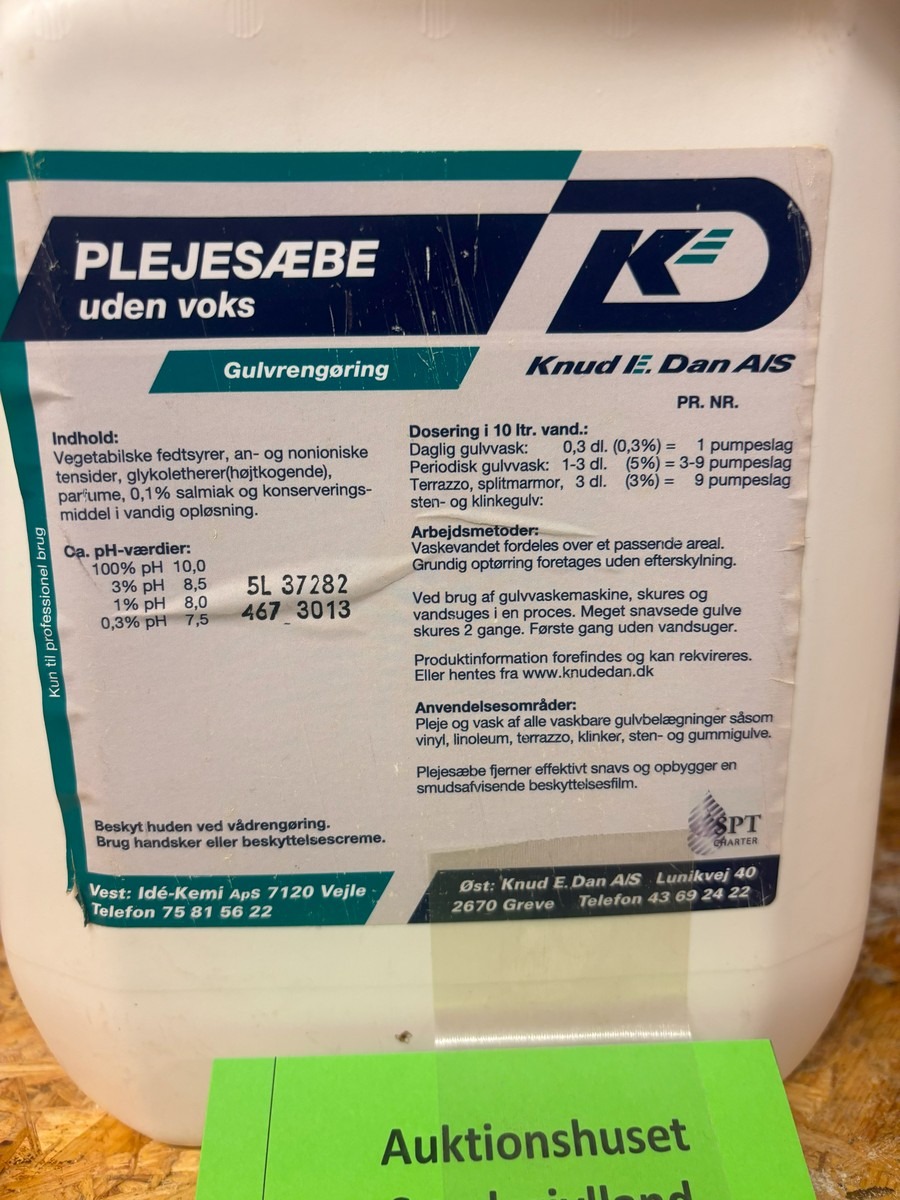 PLEJESÆBE
uden voks
KE
Gulvrengøring
Knud E. Dan A/S
PR. NR.
Indhold:
Vegetabilske fedtsyrer, an- og nonioniske
tensider, glykoletherer(højtkogende),
parfume, 0,1% salmiak og konserverings-
middel i vandig opløsning.
Ca. pH-værdier:
100% pH 10,0
3% pH 8,5
1% pH 8,0
0,3% pH 7,5
5L 37282
467 3013
Kun til professionel brug
Beskyt huden ved vådrengøring.
Brug handsker eller beskyttelsescreme.
Dosering i 10 ltr. vand.:
Daglig gulvvask: 0,3 dl. (0,3%) = 1 pumpeslag
Periodisk gulvvask: 1-3 dl. (5%) = 3-9 pumpeslag
Terrazzo, splitmarmor, 3 dl. (3%) = 9 pumpeslag
sten- og klinkegulv:
Arbejdsmetoder:
Vaskevandet fordeles over et passende areal.
Grundig optørring foretages uden efterskylning.
Ved brug af gulvvaskemaskine, skures og
vandsuges i en proces. Meget snavsede gulve
skures 2 gange. Første gang uden vandsuger.
Produktinformation forefindes og kan rekvireres.
Eller hentes fra www.knudedan.dk
Anvendelsesområder:
Pleje og vask af alle vaskbare gulvbelægninger såsom
vinyl, linoleum, terrazzo, klinker, sten- og gummigulve.
Plejesæbe fjerner effektivt snavs og opbygger en
smudsafvisende beskyttelsesfilm.
SPT
CHARTER
Vest: Idé-Kemi ApS 7120 Vejle
Telefon 75 81 56 22
Øst: Knud E. Dan A/S Lunikvej 40
2670 Greve Telefon 43 69 24 22
Auktionshuset